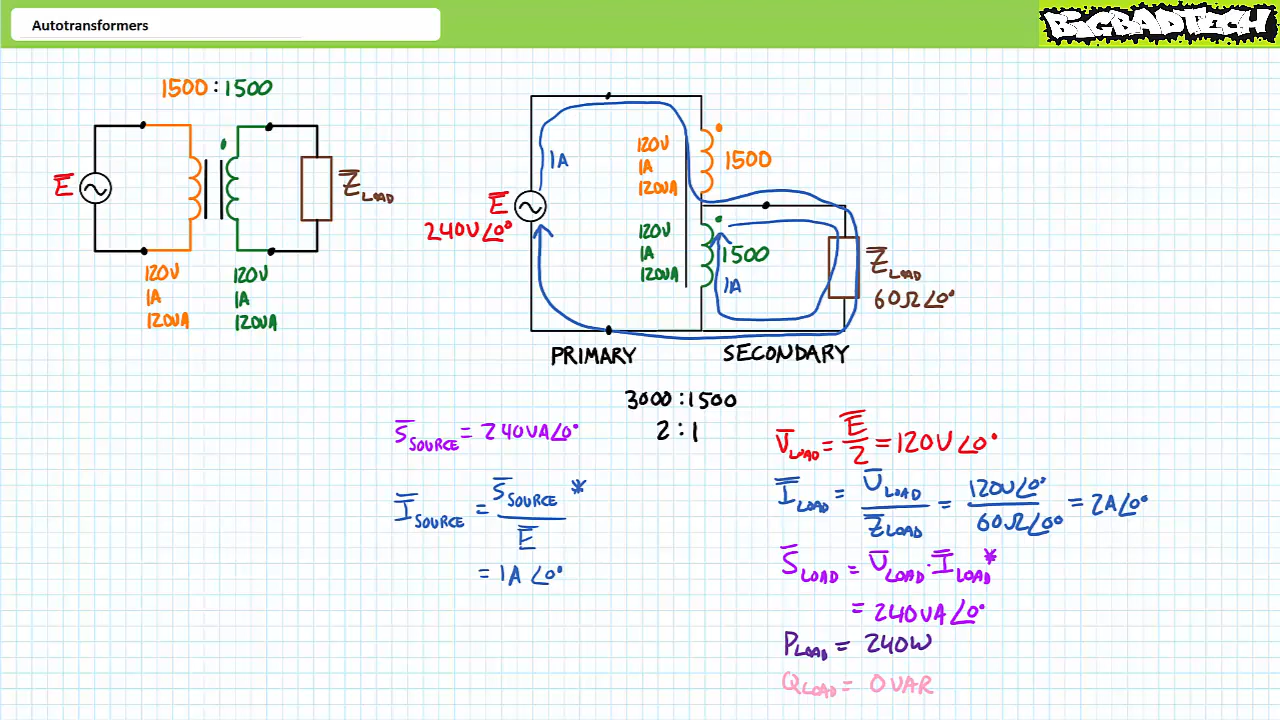 Autotransformers
BIGBADTECH
1500 : 1500
E̅
Z̅LOAD
120V
1A
120VA
120V
1A
120VA
1A
E̅
240V∠0°
120V
1A
120VA
1500
120V
1A
120VA
1500
1A
Z̅LOAD
60Ω∠0°
PRIMARY
SECONDARY
3000 : 1500
2 : 1
S̅SOURCE = 240VA∠0°
I̅SOURCE = S̅SOURCE* / E̅
= 1A∠0°
V̅LOAD = E̅/2 = 120V∠0°
I̅LOAD = V̅LOAD / Z̅LOAD = 120V∠0° / 60Ω∠0° = 2A∠0°
S̅LOAD = V̅LOAD · I̅LOAD*
= 240VA∠0°
PLOAD = 240W
QLOAD = 0VAR